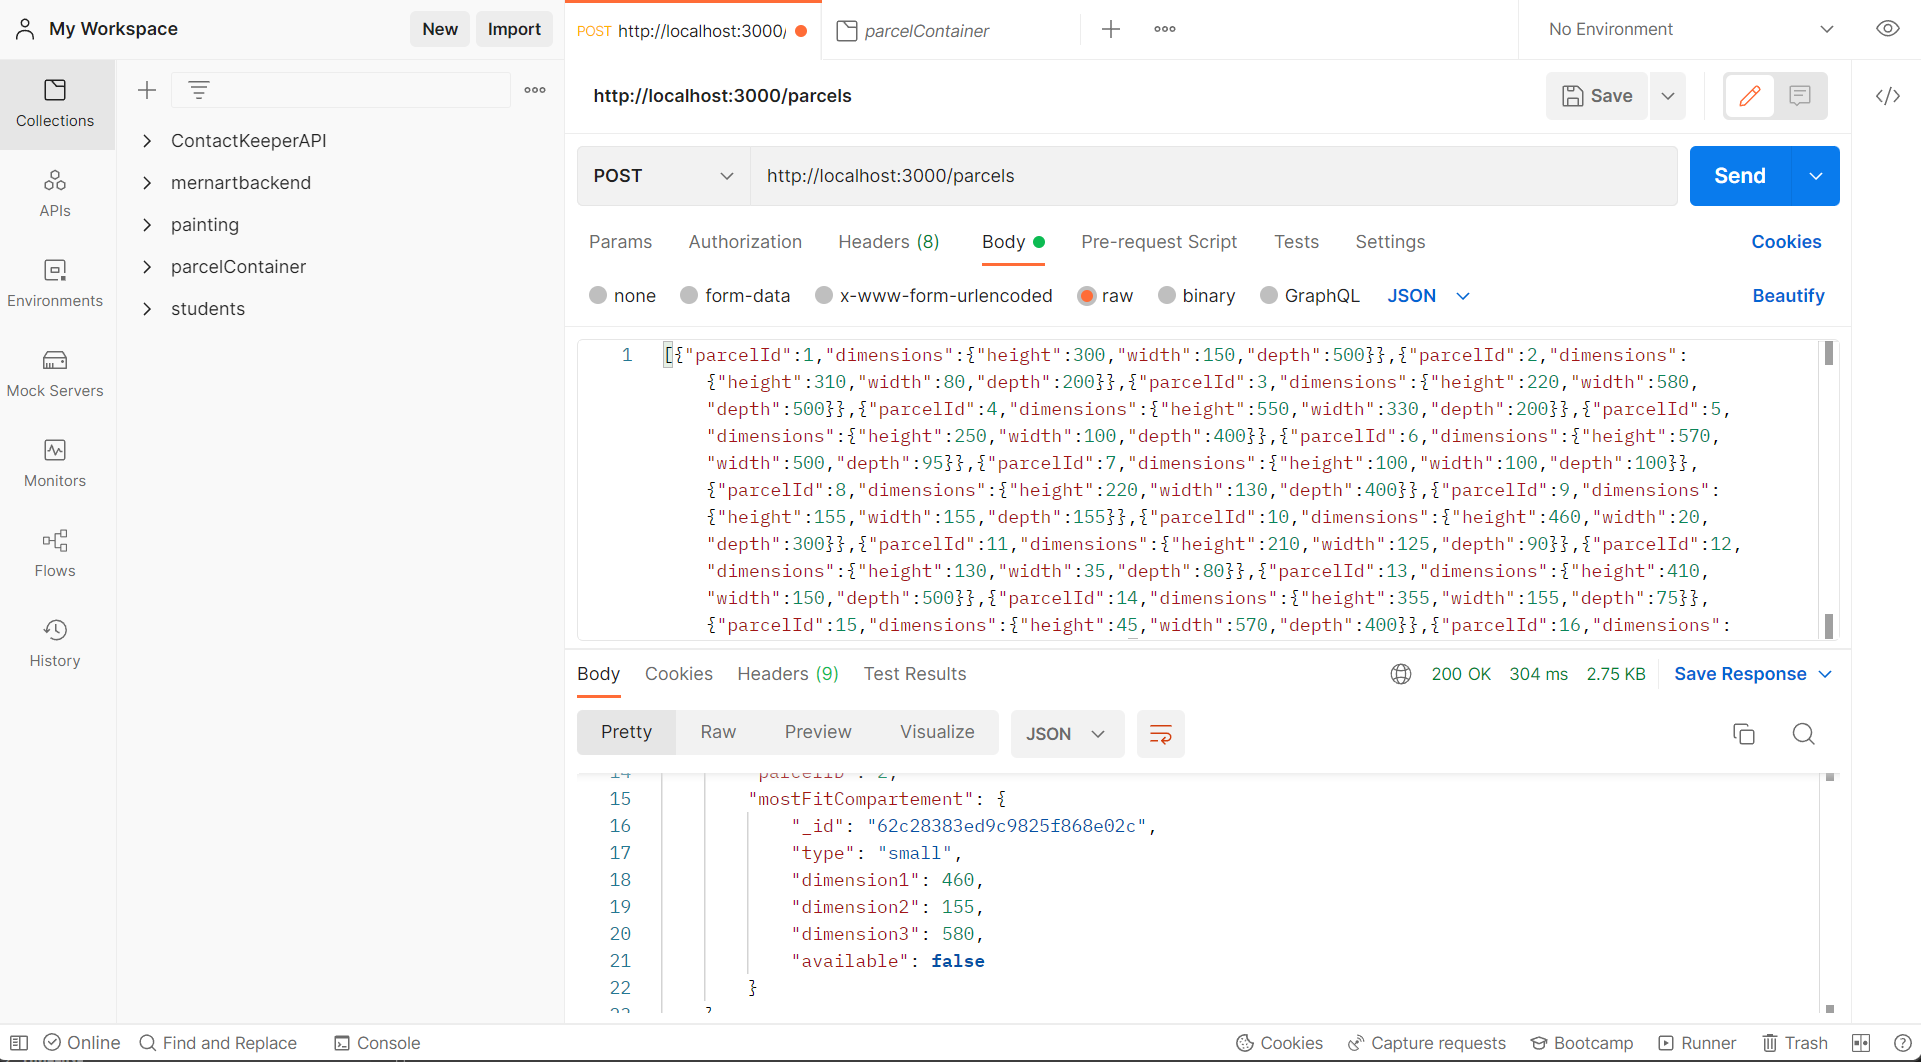 My Workspace
New
Import
POST http://localhost:3000/
parcelContainer
No Environment
Collections
APIs
Environments
Mock Servers
Monitors
Flows
History
ContactKeeperAPI
mernartbackend
painting
parcelContainer
students
http://localhost:3000/parcels
Save
POST
http://localhost:3000/parcels
Send
Params Authorization Headers (8) Body Pre-request Script Tests Settings Cookies
none form-data x-www-form-urlencoded raw binary GraphQL JSON Beautify
1 [{"parcelId":1,"dimensions":{"height":300,"width":150,"depth":500}},{"parcelId":2,"dimensions":
{"height":310,"width":80,"depth":200}},{"parcelId":3,"dimensions":{"height":220,"width":580,
"depth":500}},{"parcelId":4,"dimensions":{"height":550,"width":330,"depth":200}},{"parcelId":5,
"dimensions":{"height":250,"width":100,"depth":400}},{"parcelId":6,"dimensions":{"height":570,
"width":500,"depth":95}},{"parcelId":7,"dimensions":{"height":100,"width":100,"depth":100}},
{"parcelId":8,"dimensions":{"height":220,"width":130,"depth":400}},{"parcelId":9,"dimensions":
{"height":155,"width":155,"depth":155}},{"parcelId":10,"dimensions":{"height":460,"width":20,
"depth":300}},{"parcelId":11,"dimensions":{"height":210,"width":125,"depth":90}},{"parcelId":12,
"dimensions":{"height":130,"width":35,"depth":80}},{"parcelId":13,"dimensions":{"height":410,
"width":150,"depth":500}},{"parcelId":14,"dimensions":{"height":355,"width":155,"depth":75}},
{"parcelId":15,"dimensions":{"height":45,"width":570,"depth":400}},{"parcelId":16,"dimensions":
Body Cookies Headers (9) Test Results 200 OK 304 ms 2.75 KB Save Response
Pretty Raw Preview Visualize JSON
15 "mostFitCompartement": {
16 "_id": "62c28383ed9c9825f868e02c",
17 "type": "small",
18 "dimension1": 460,
19 "dimension2": 155,
20 "dimension3": 580,
21 "available": false
22 }
Online Find and Replace Console Cookies Capture requests Bootcamp Runner Trash